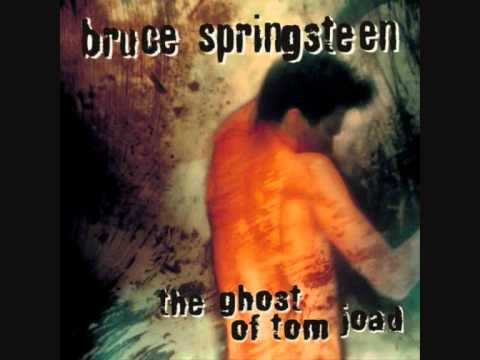 bruce springsteen
the ghost
of tom joad